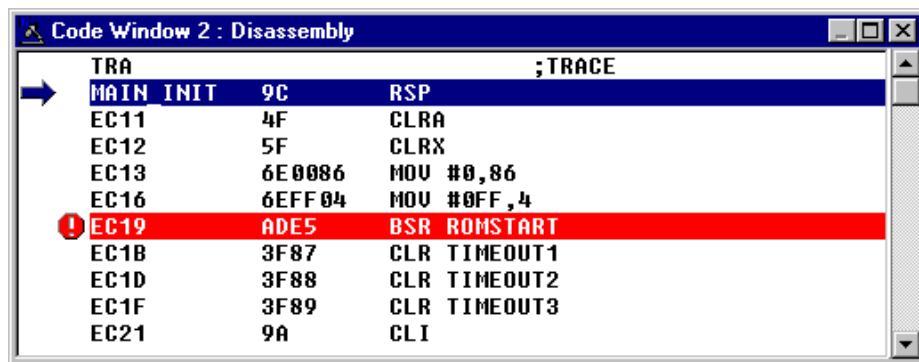 Code Window 2 : Disassembly
TRA ;TRACE
MAIN_INIT 9C RSP
EC11 4F CLRA
EC12 5F CLRX
EC13 6E0086 MOV #0,86
EC16 6EFF04 MOV #0FF,4
EC19 ADE5 BSR ROMSTART
EC1B 3F87 CLR TIMEOUT1
EC1D 3F88 CLR TIMEOUT2
EC1F 3F89 CLR TIMEOUT3
EC21 9A CLI